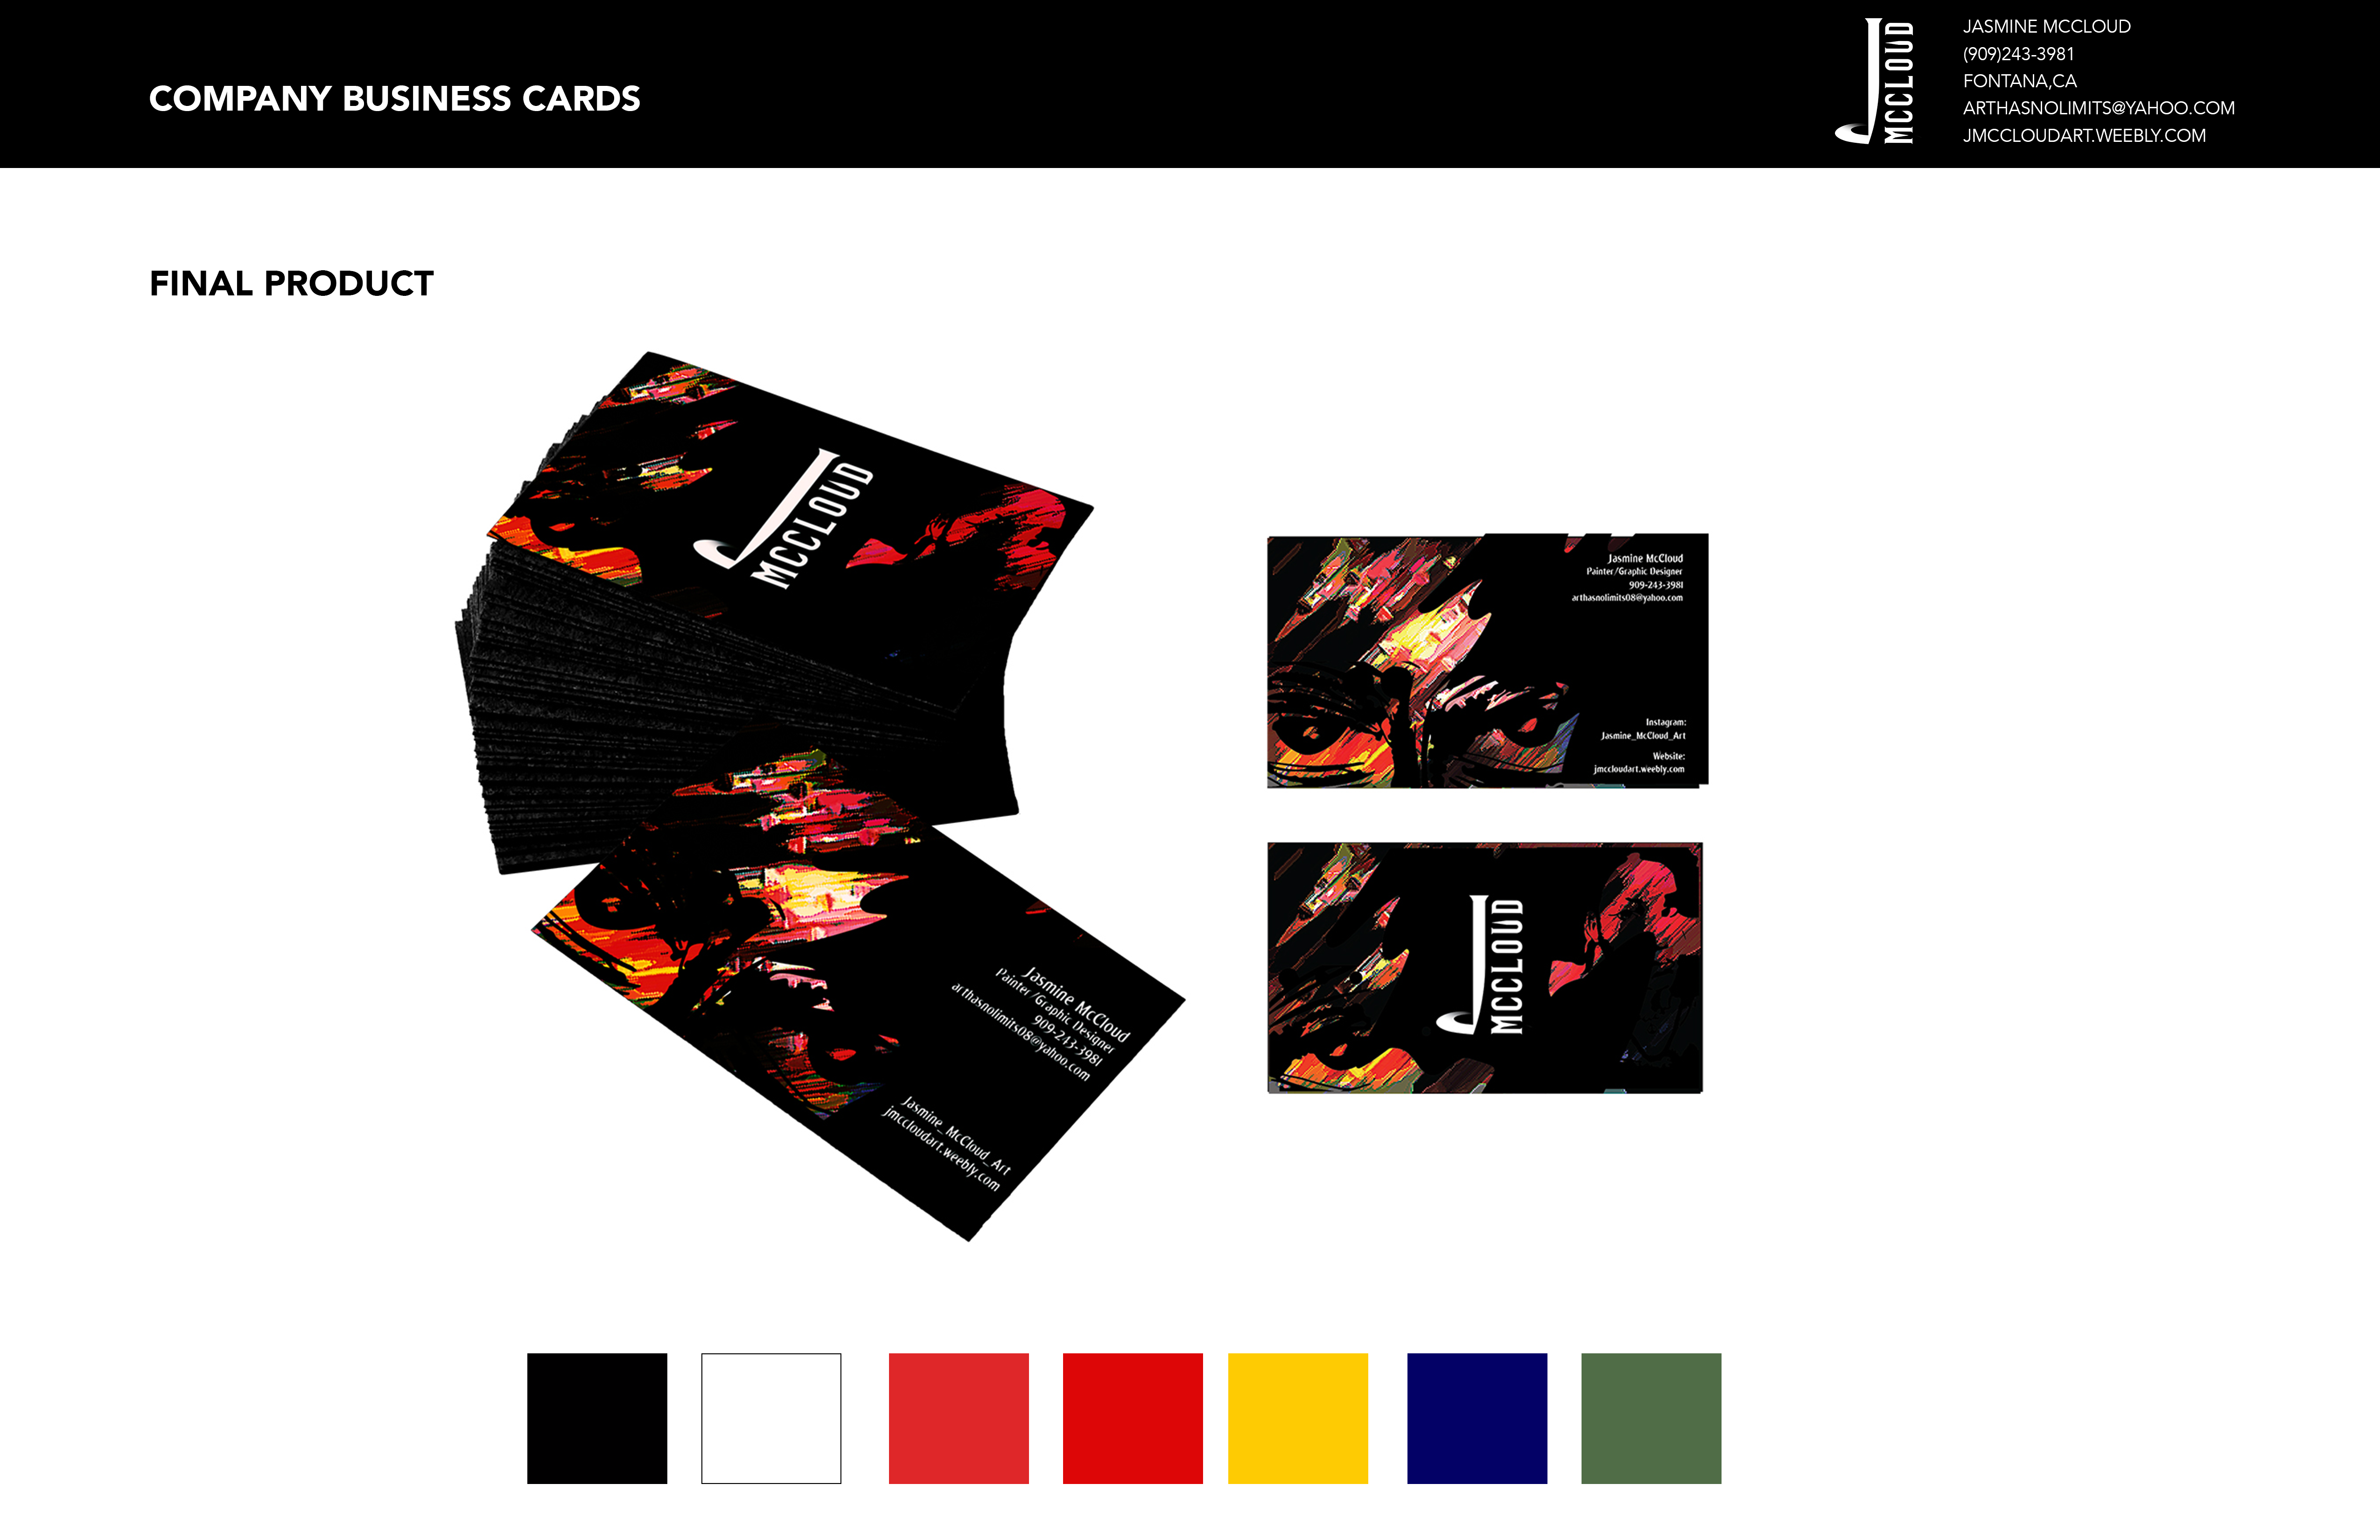 COMPANY BUSINESS CARDS
J MCCLOUD
JASMINE MCCLOUD
(909)243-3981
FONTANA,CA
ARTHASNOLIMITS@YAHOO.COM
JMCCLOUDART.WEEBLY.COM
FINAL PRODUCT
J MCCLOUD
Jasmine McCloud
Painter/Graphic Designer
909-243-3981
arthasnolimits08@yahoo.com
Jasmine_McCloud_Art
jmccloudart.weebly.com
Jasmine McCloud
Painter/Graphic Designer
909-243-3981
arthasnolimits08@yahoo.com
Instagram:
Jasmine_McCloud_Art
Website:
jmccloudart.weebly.com
J MCCLOUD